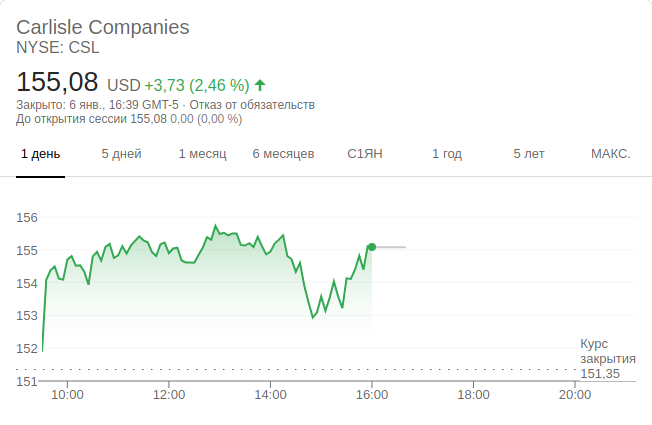 Carlisle Companies
NYSE: CSL
155,08 USD +3,73 (2,46 %)
Закрыто: 6 янв., 16:39 GMT-5 · Отказ от обязательств
До открытия сессии 155,08 0,00 (0,00 %)
1 день 5 дней 1 месяц 6 месяцев С1ЯН 1 год 5 лет МАКС.
156
155
154
153
152
Курс
закрытия
151,35
151
10:00 12:00 14:00 16:00 18:00 20:00